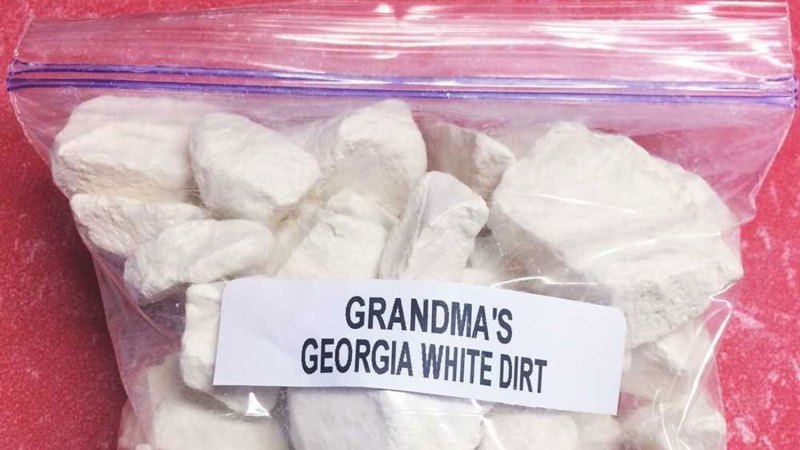 GRANDMA'S
GEORGIA WHITE DIRT